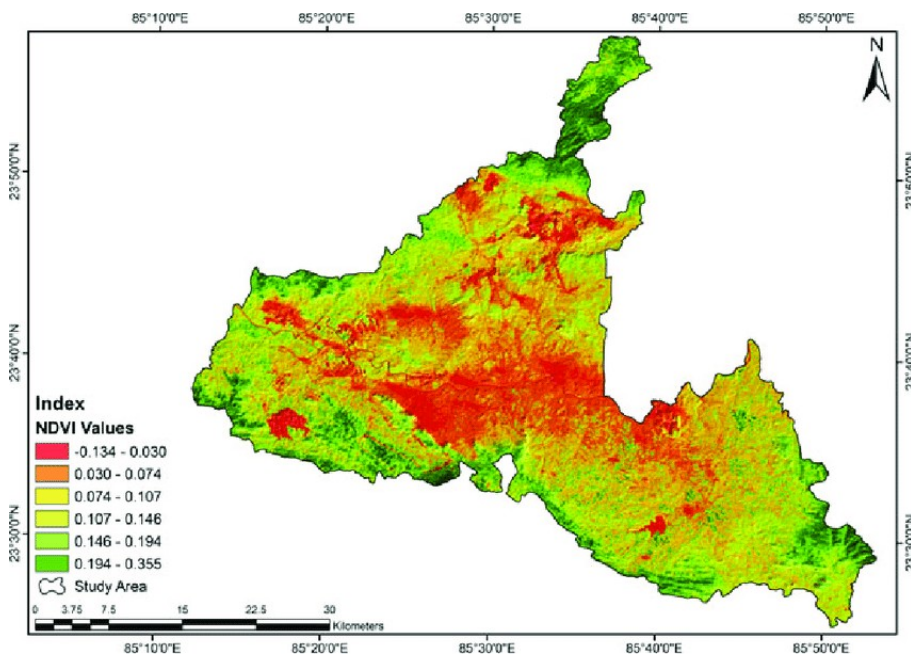 85°10'0"E 85°20'0"E 85°30'0"E 85°40'0"E 85°50'0"E
N
23°50'0"N 23°50'0"N
23°40'0"N 23°40'0"N
23°30'0"N 23°30'0"N
Index
NDVI Values
-0.134 - 0.030
0.030 - 0.074
0.074 - 0.107
0.107 - 0.146
0.146 - 0.194
0.194 - 0.355
Study Area
0 3.75 7.5 15 22.5 30
Kilometers
85°10'0"E 85°20'0"E 85°30'0"E 85°40'0"E 85°50'0"E